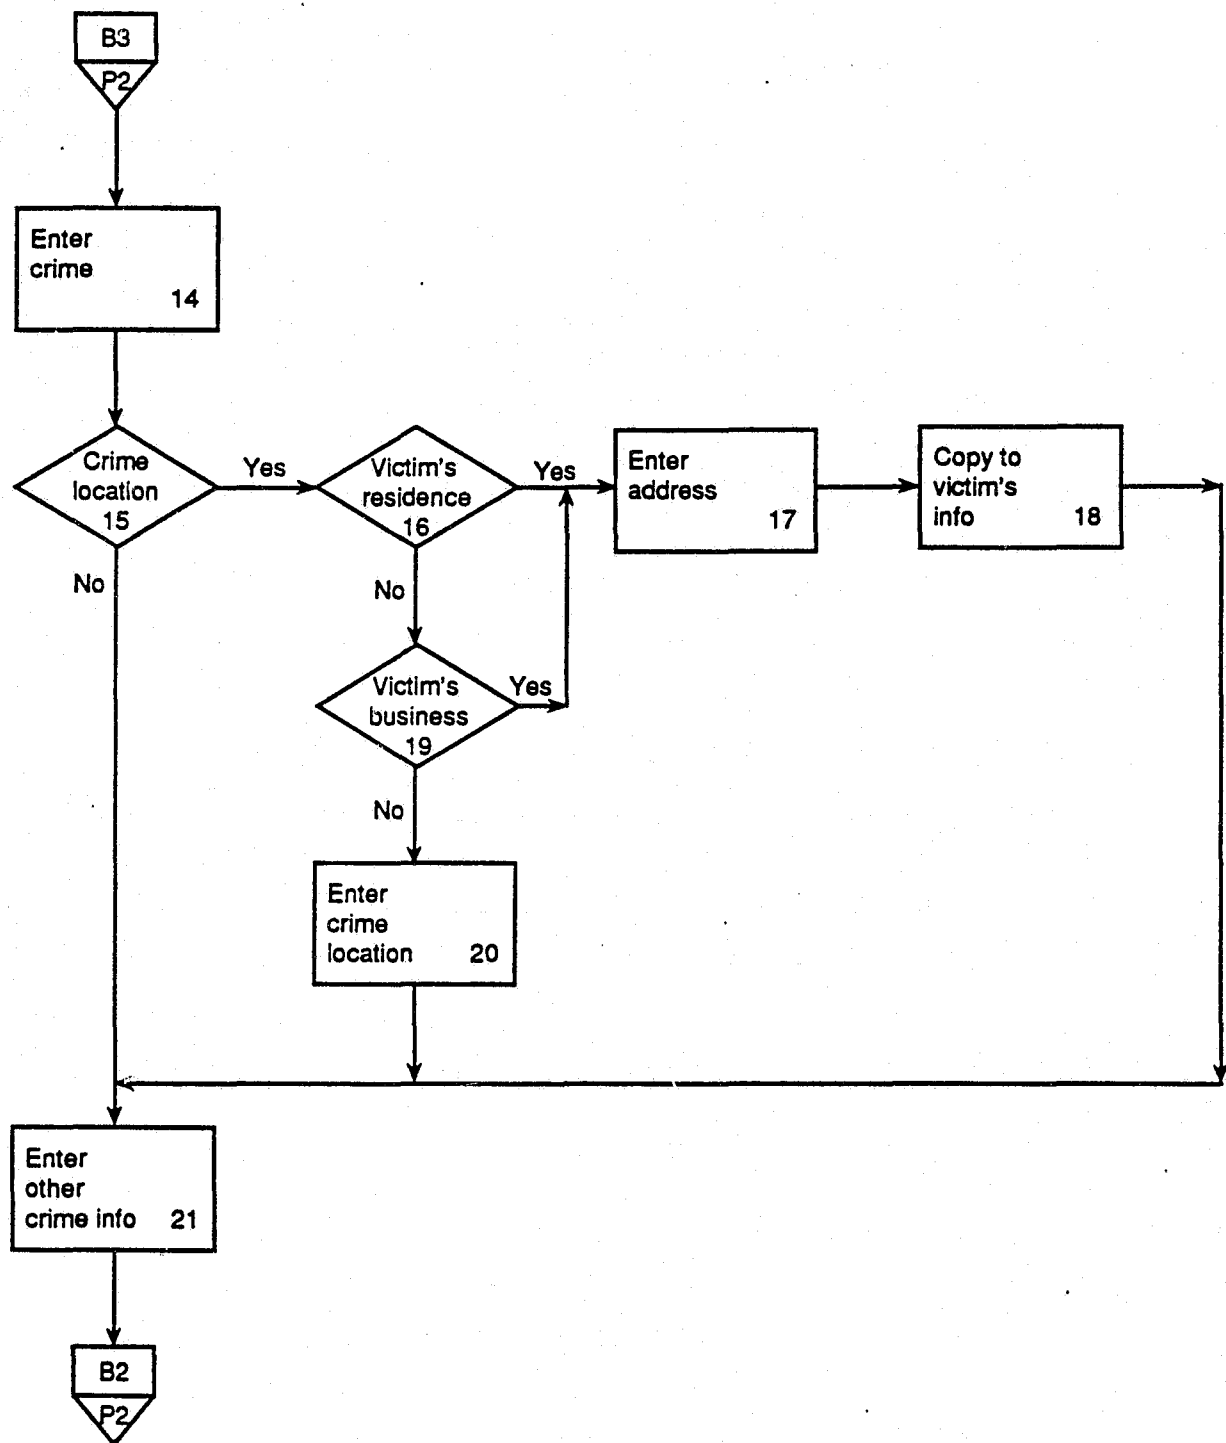 B3
P2
Enter
crime
14
Crime
location
15
Yes
No
Victim's
residence
16
Yes
No
Enter
address
17
Copy to
victim's
info
18
Victim's
business
19
Yes
No
Enter
crime
location 20
Enter
other
crime info 21
B2
P2